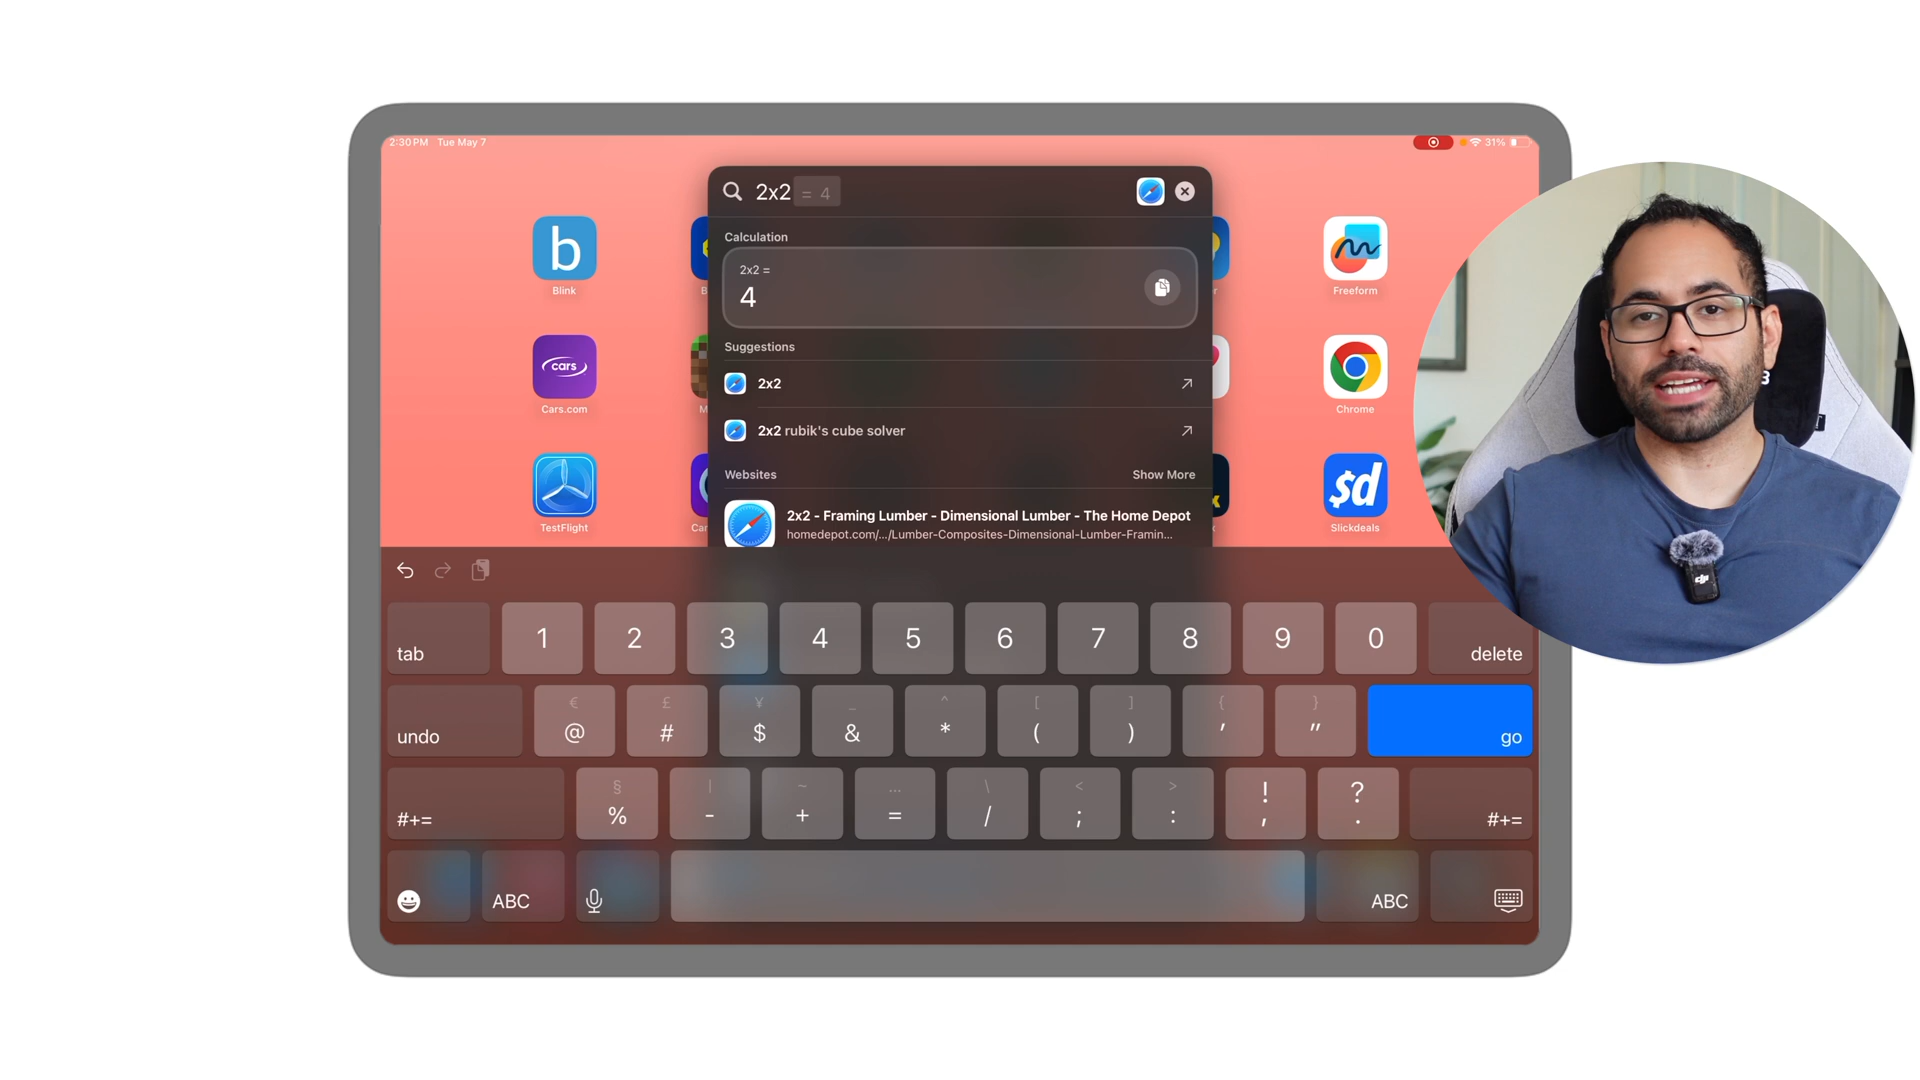 2:30 PM Tue May 7
31%
2x2 = 4
Calculation
2x2 =
4
Suggestions
2x2
2x2 rubik's cube solver
Websites
Show More
2x2 - Framing Lumber - Dimensional Lumber - The Home Depot
homedepot.com/.../Lumber-Composites-Dimensional-Lumber-Framin...
b
Blink
Freeform
cars
Cars.com
Chrome
TestFlight
Car
$d
Slickdeals
tab 1 2 3 4 5 6 7 8 9 0 delete
€ £ ¥ _ ^ [ ] { }
undo @ # $ & * ( ) ' " go
§ | ~ ... \ < > ! ?
#+= % - + = / ; : , . #+=
ABC ABC
dji